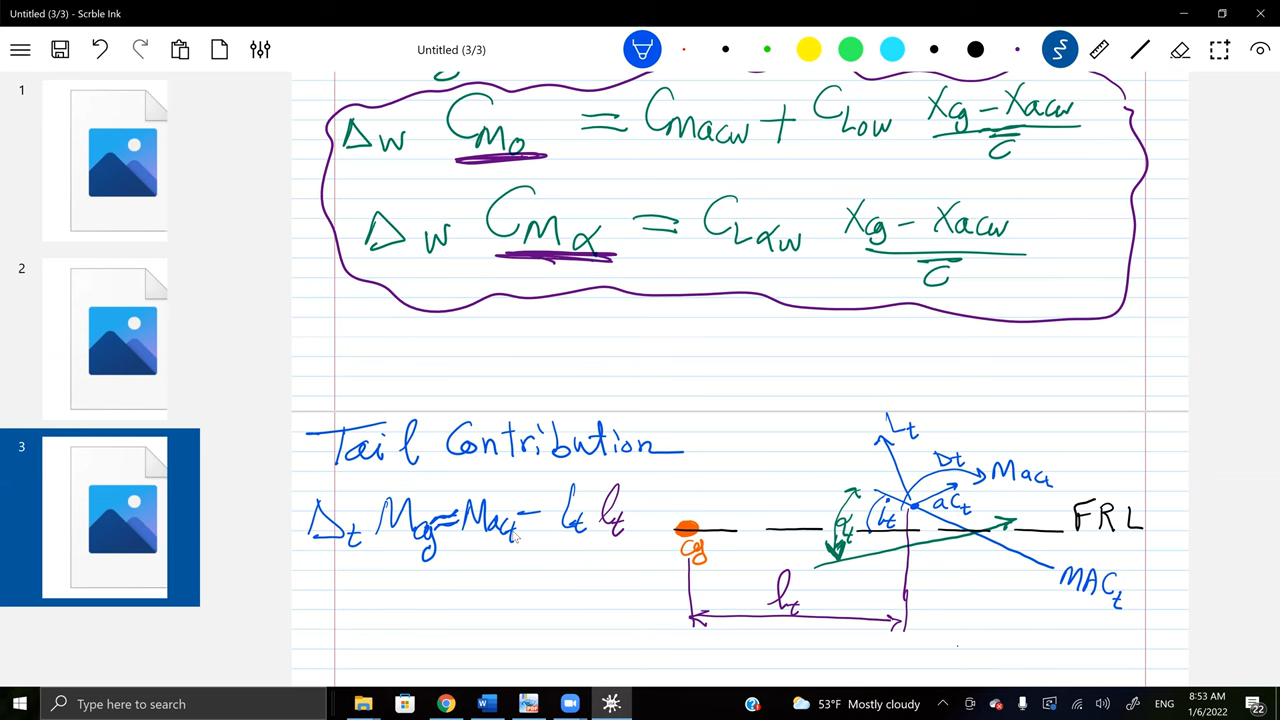 Untitled (3/3) - Scrble Ink
Untitled (3/3)
1
2
3
Δw CM₀ = CMacw + CL₀w (Xcg - Xacw) / c̄
Δw CMα = CLαw (Xcg - Xacw) / c̄
Tail Contribution
Δt Mcg ≈ Mact - Lt lt
Lt
Dt
Mact
act
αt
it
FRL
cg
MACt
lt
Type here to search
53°F Mostly cloudy
ENG
8:53 AM
1/6/2022
22